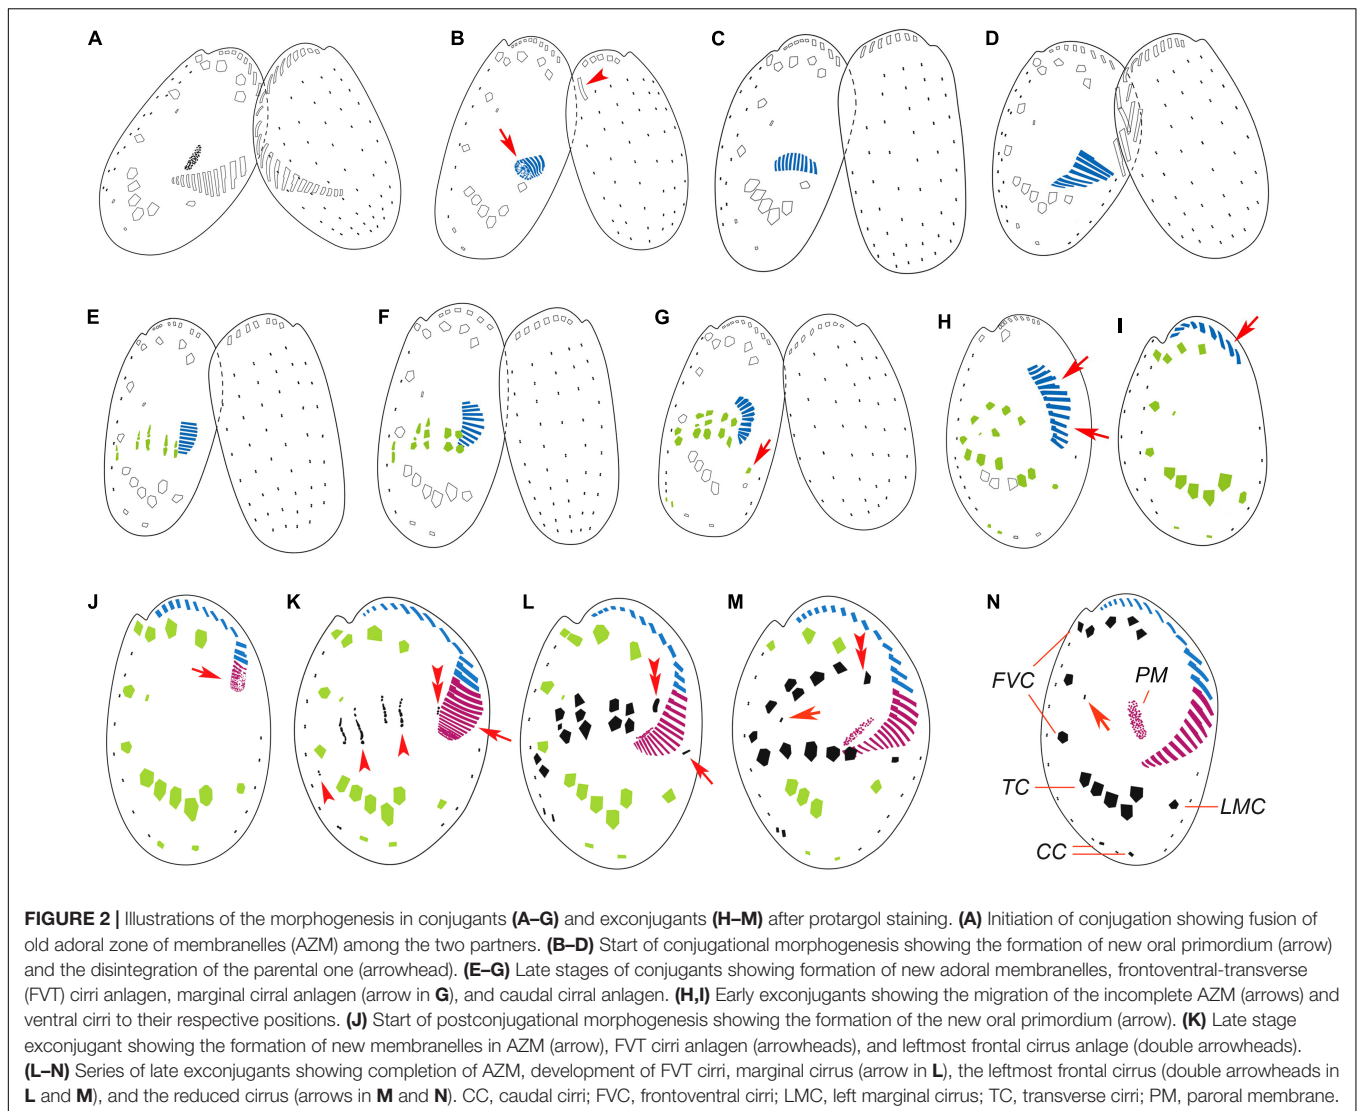 A
B
C
D
E
F
G
H
I
J
K
L
M
N
FVC
PM
TC
LMC
CC
FIGURE 2 | Illustrations of the morphogenesis in conjugants (A–G) and exconjugants (H–M) after protargol staining. (A) Initiation of conjugation showing fusion of
old adoral zone of membranelles (AZM) among the two partners. (B–D) Start of conjugational morphogenesis showing the formation of new oral primordium (arrow)
and the disintegration of the parental one (arrowhead). (E–G) Late stages of conjugants showing formation of new adoral membranelles, frontoventral-transverse
(FVT) cirri anlagen, marginal cirral anlagen (arrow in G), and caudal cirral anlagen. (H,I) Early exconjugants showing the migration of the incomplete AZM (arrows) and
ventral cirri to their respective positions. (J) Start of postconjugational morphogenesis showing the formation of the new oral primordium (arrow). (K) Late stage
exconjugant showing the formation of new membranelles in AZM (arrow), FVT cirri anlagen (arrowheads), and leftmost frontal cirrus anlage (double arrowheads).
(L–N) Series of late exconjugants showing completion of AZM, development of FVT cirri, marginal cirrus (arrow in L), the leftmost frontal cirrus (double arrowheads in
L and M), and the reduced cirrus (arrows in M and N). CC, caudal cirri; FVC, frontoventral cirri; LMC, left marginal cirrus; TC, transverse cirri; PM, paroral membrane.